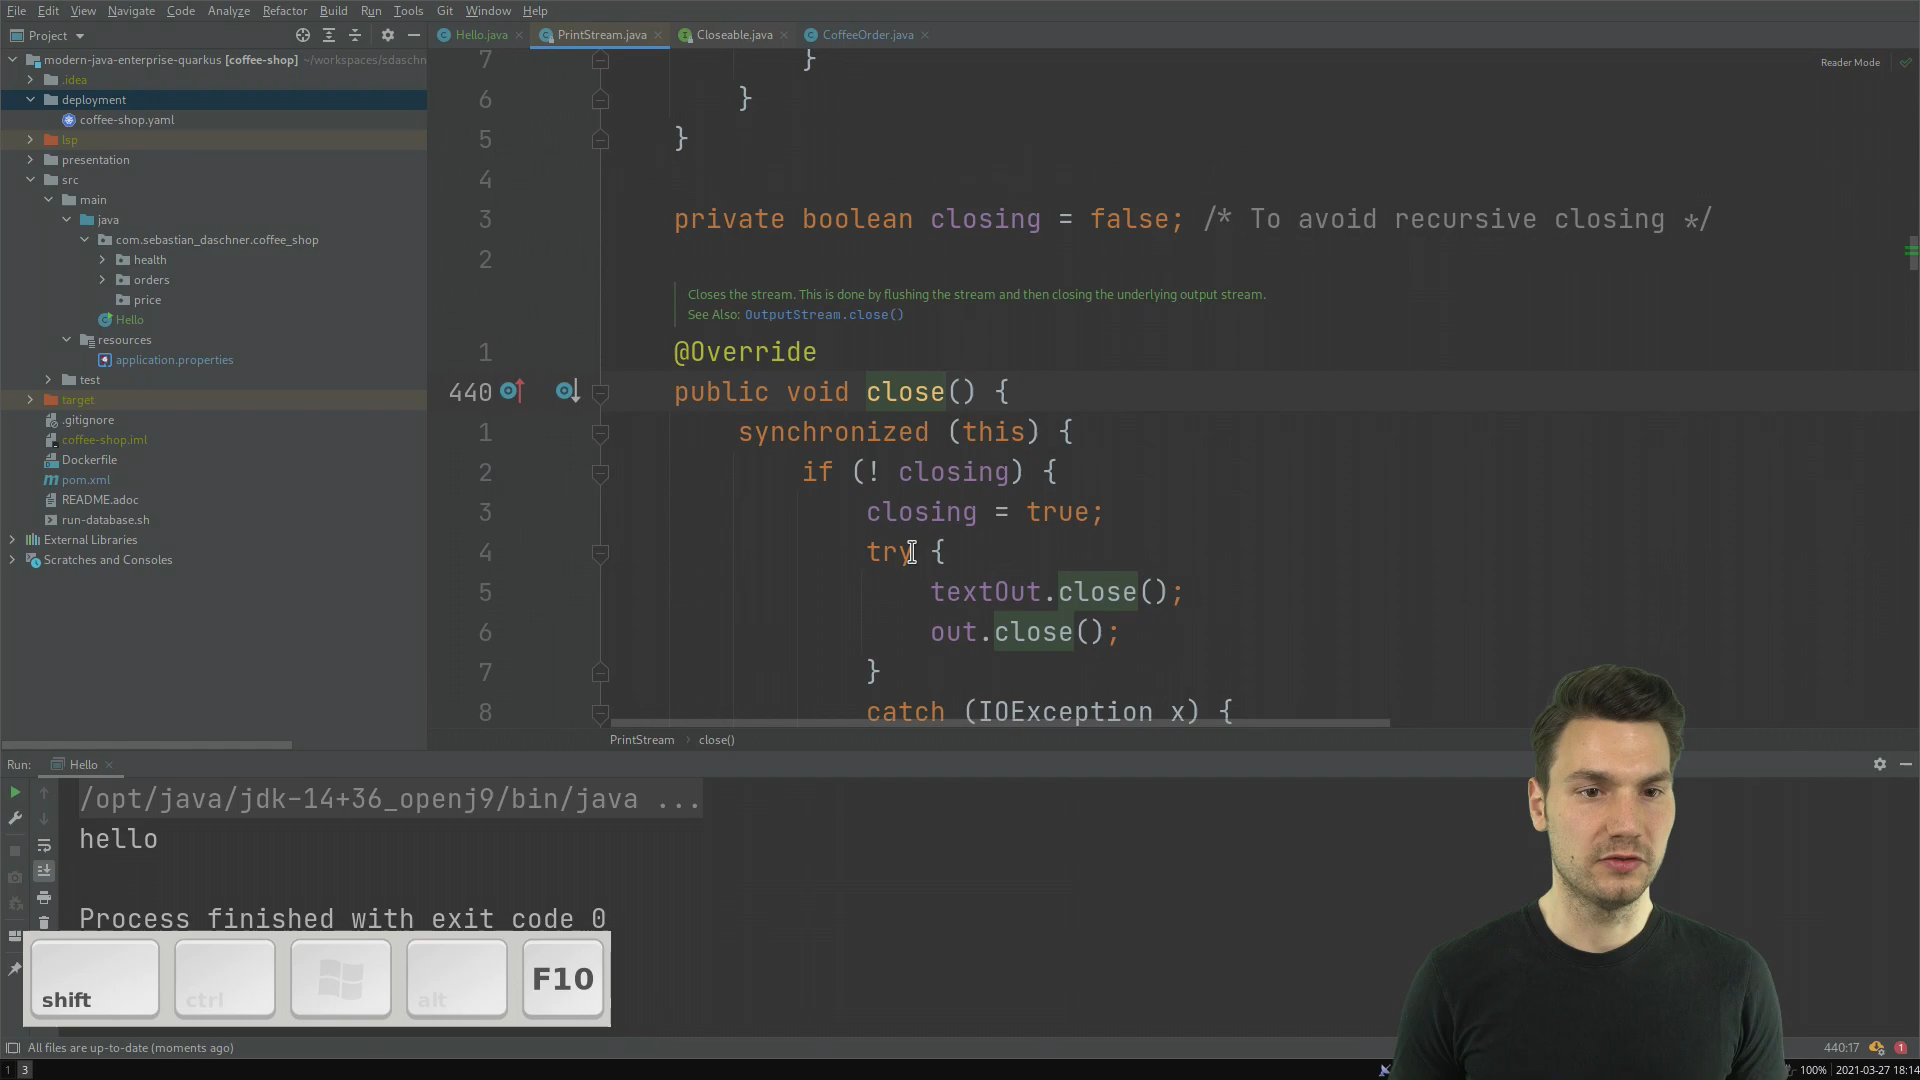 File Edit View Navigate Code Analyze Refactor Build Run Tools Git Window Help
Project
Hello.java PrintStream.java Closeable.java CoffeeOrder.java
modern-java-enterprise-quarkus [coffee-shop] ~/workspaces/sdaschn
.idea
deployment
coffee-shop.yaml
lsp
presentation
src
main
java
com.sebastian_daschner.coffee_shop
health
orders
price
Hello
resources
application.properties
test
target
.gitignore
coffee-shop.iml
Dockerfile
pom.xml
README.adoc
run-database.sh
External Libraries
Scratches and Consoles
Reader Mode
7 }
6 }
5 }
4
3 private boolean closing = false; /* To avoid recursive closing */
2
Closes the stream. This is done by flushing the stream and then closing the underlying output stream.
See Also: OutputStream.close()
1 @Override
440 public void close() {
1 synchronized (this) {
2 if (! closing) {
3 closing = true;
4 try {
5 textOut.close();
6 out.close();
7 }
8 catch (IOException x) {
PrintStream close()
Run: Hello
/opt/java/jdk-14+36_openj9/bin/java ...
hello
Process finished with exit code 0
shift ctrl alt F10
All files are up-to-date (moments ago)
440:17 1
1 3
100% 2021-03-27 18:14